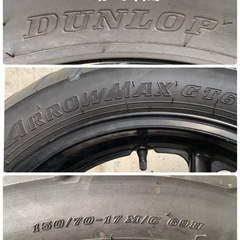 DUNLOP
ARROWMAX GT6
150/70-17 M/C 69H